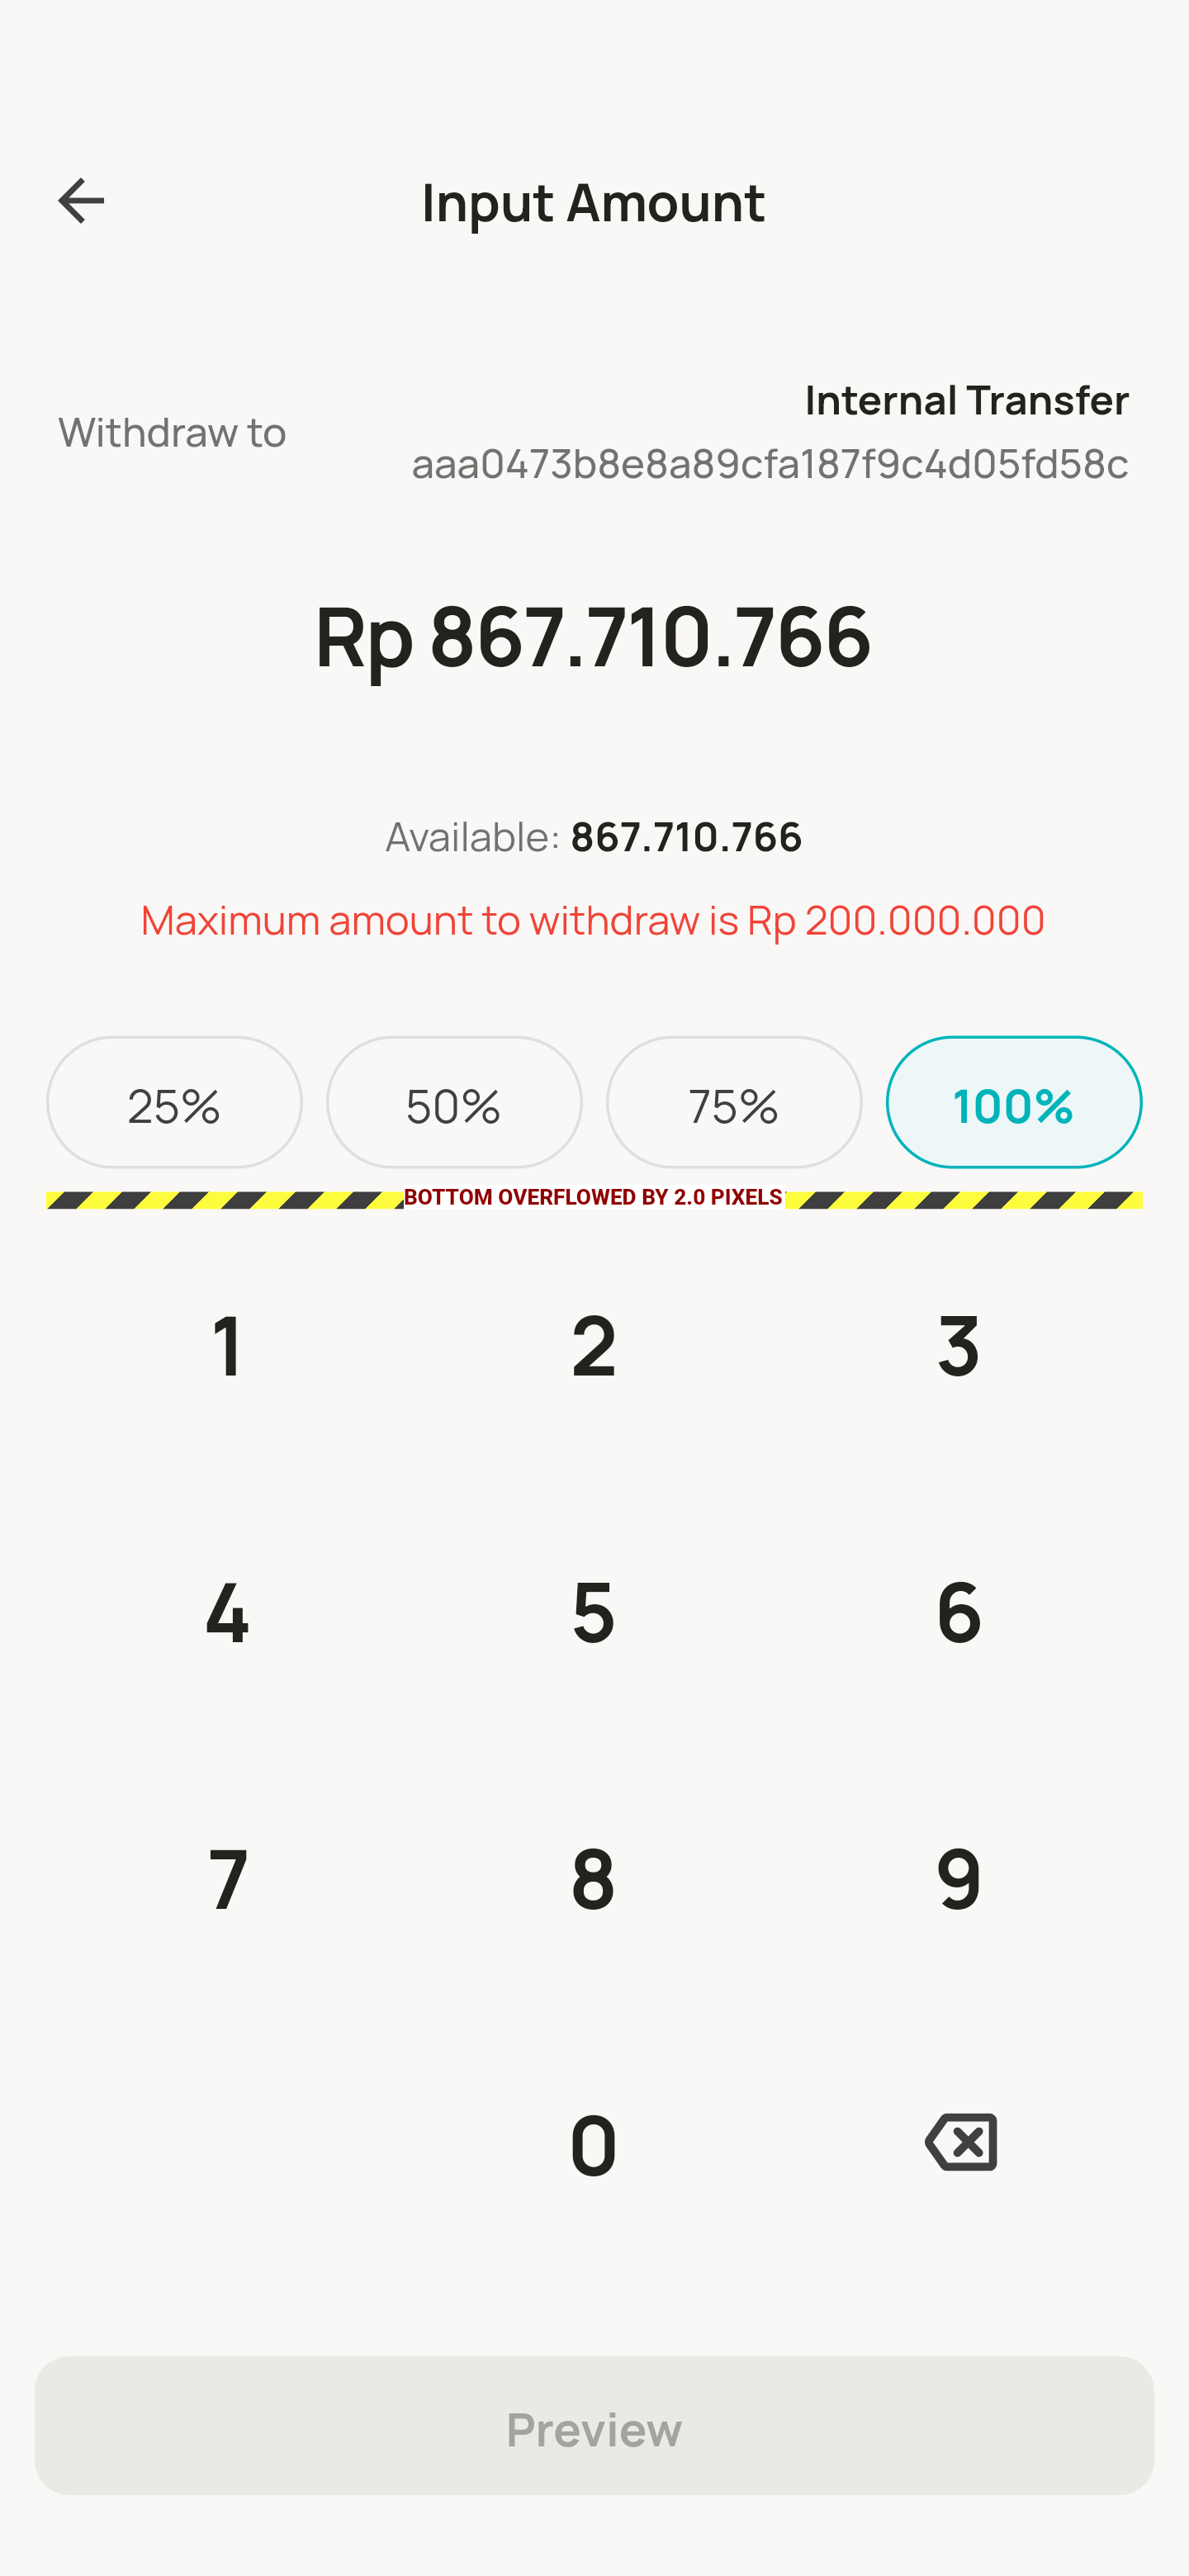 Input Amount
Withdraw to
Internal Transfer
aaa0473b8e8a89cfa187f9c4d05fd58c
Rp 867.710.766
Available: 867.710.766
Maximum amount to withdraw is Rp 200.000.000
25% 50% 75% 100%
BOTTOM OVERFLOWED BY 2.0 PIXELS
1 2 3
4 5 6
7 8 9
0
Preview